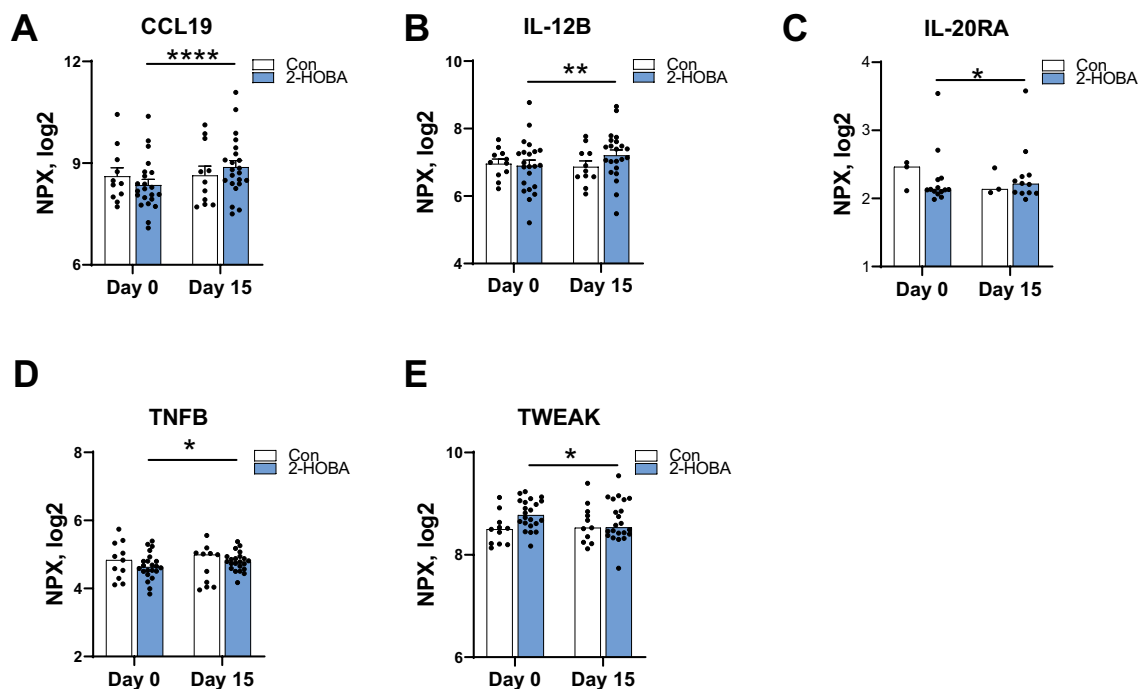 A
CCL19
NPX, log2
12
9
6
****
Con
2-HOBA
Day 0
Day 15
B
IL-12B
NPX, log2
10
8
6
4
**
Con
2-HOBA
Day 0
Day 15
C
IL-20RA
NPX, log2
4
3
2
1
*
Con
2-HOBA
Day 0
Day 15
D
TNFB
NPX, log2
8
6
4
2
*
Con
2-HOBA
Day 0
Day 15
E
TWEAK
NPX, log2
10
8
6
*
Con
2-HOBA
Day 0
Day 15